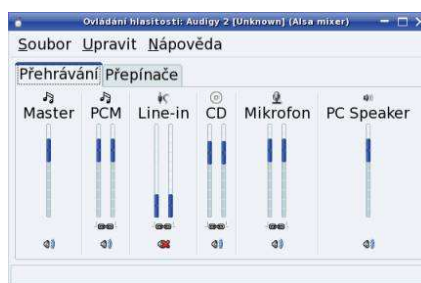 Ovládání hlasitosti: Audigy 2 [Unknown] (Alsa mixer)
Soubor Upravit Nápověda
Přehrávání Přepínače
Master PCM Line-in CD Mikrofon PC Speaker